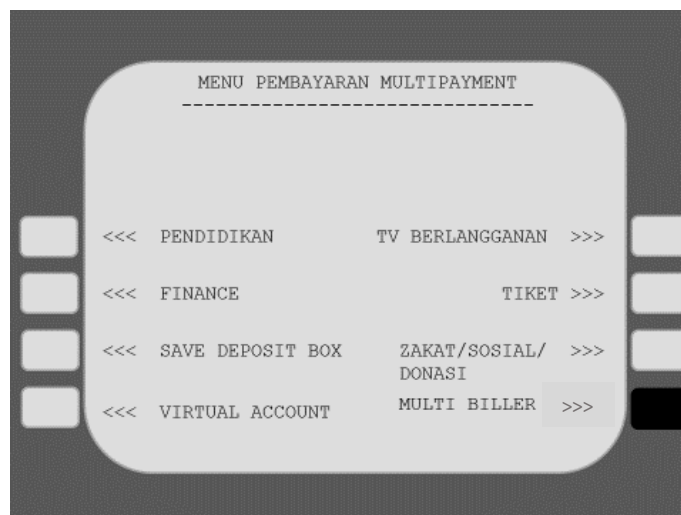 MENU PEMBAYARAN MULTIPAYMENT
------------------------------
<<< PENDIDIKAN TV BERLANGGANAN >>>
<<< FINANCE TIKET >>>
<<< SAVE DEPOSIT BOX ZAKAT/SOSIAL/ >>>
DONASI
<<< VIRTUAL ACCOUNT MULTI BILLER >>>